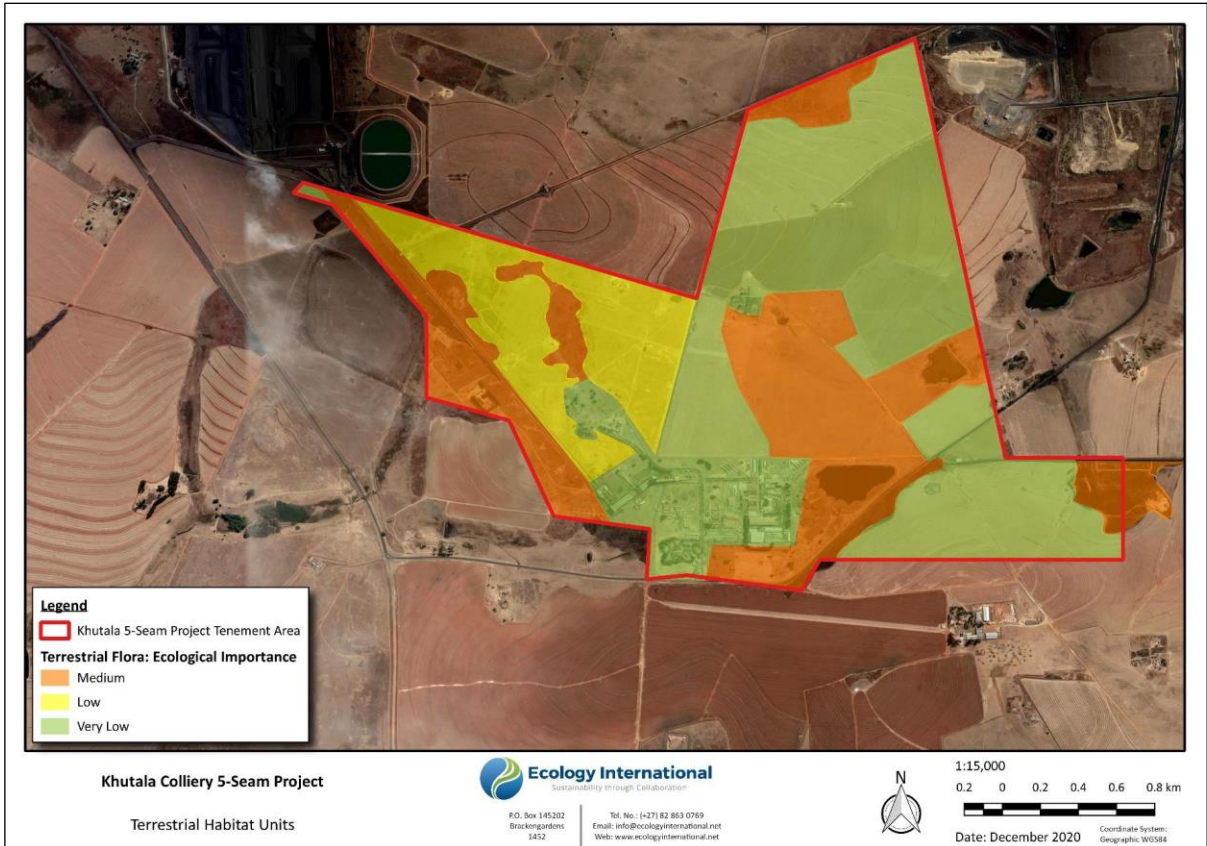 Legend
Khutala 5-Seam Project Tenement Area
Terrestrial Flora: Ecological Importance
Medium
Low
Very Low
Khutala Colliery 5-Seam Project
Terrestrial Habitat Units
Ecology International
Sustainability through Collaboration
P.O. Box 145202
Brackengardens
1452
Tel. No.: (+27) 82 863 0769
Email: info@ecologyinternational.net
Web: www.ecologyinternational.net
N
1:15,000
0.2 0 0.2 0.4 0.6 0.8 km
Date: December 2020
Coordinate System:
Geographic WGS84